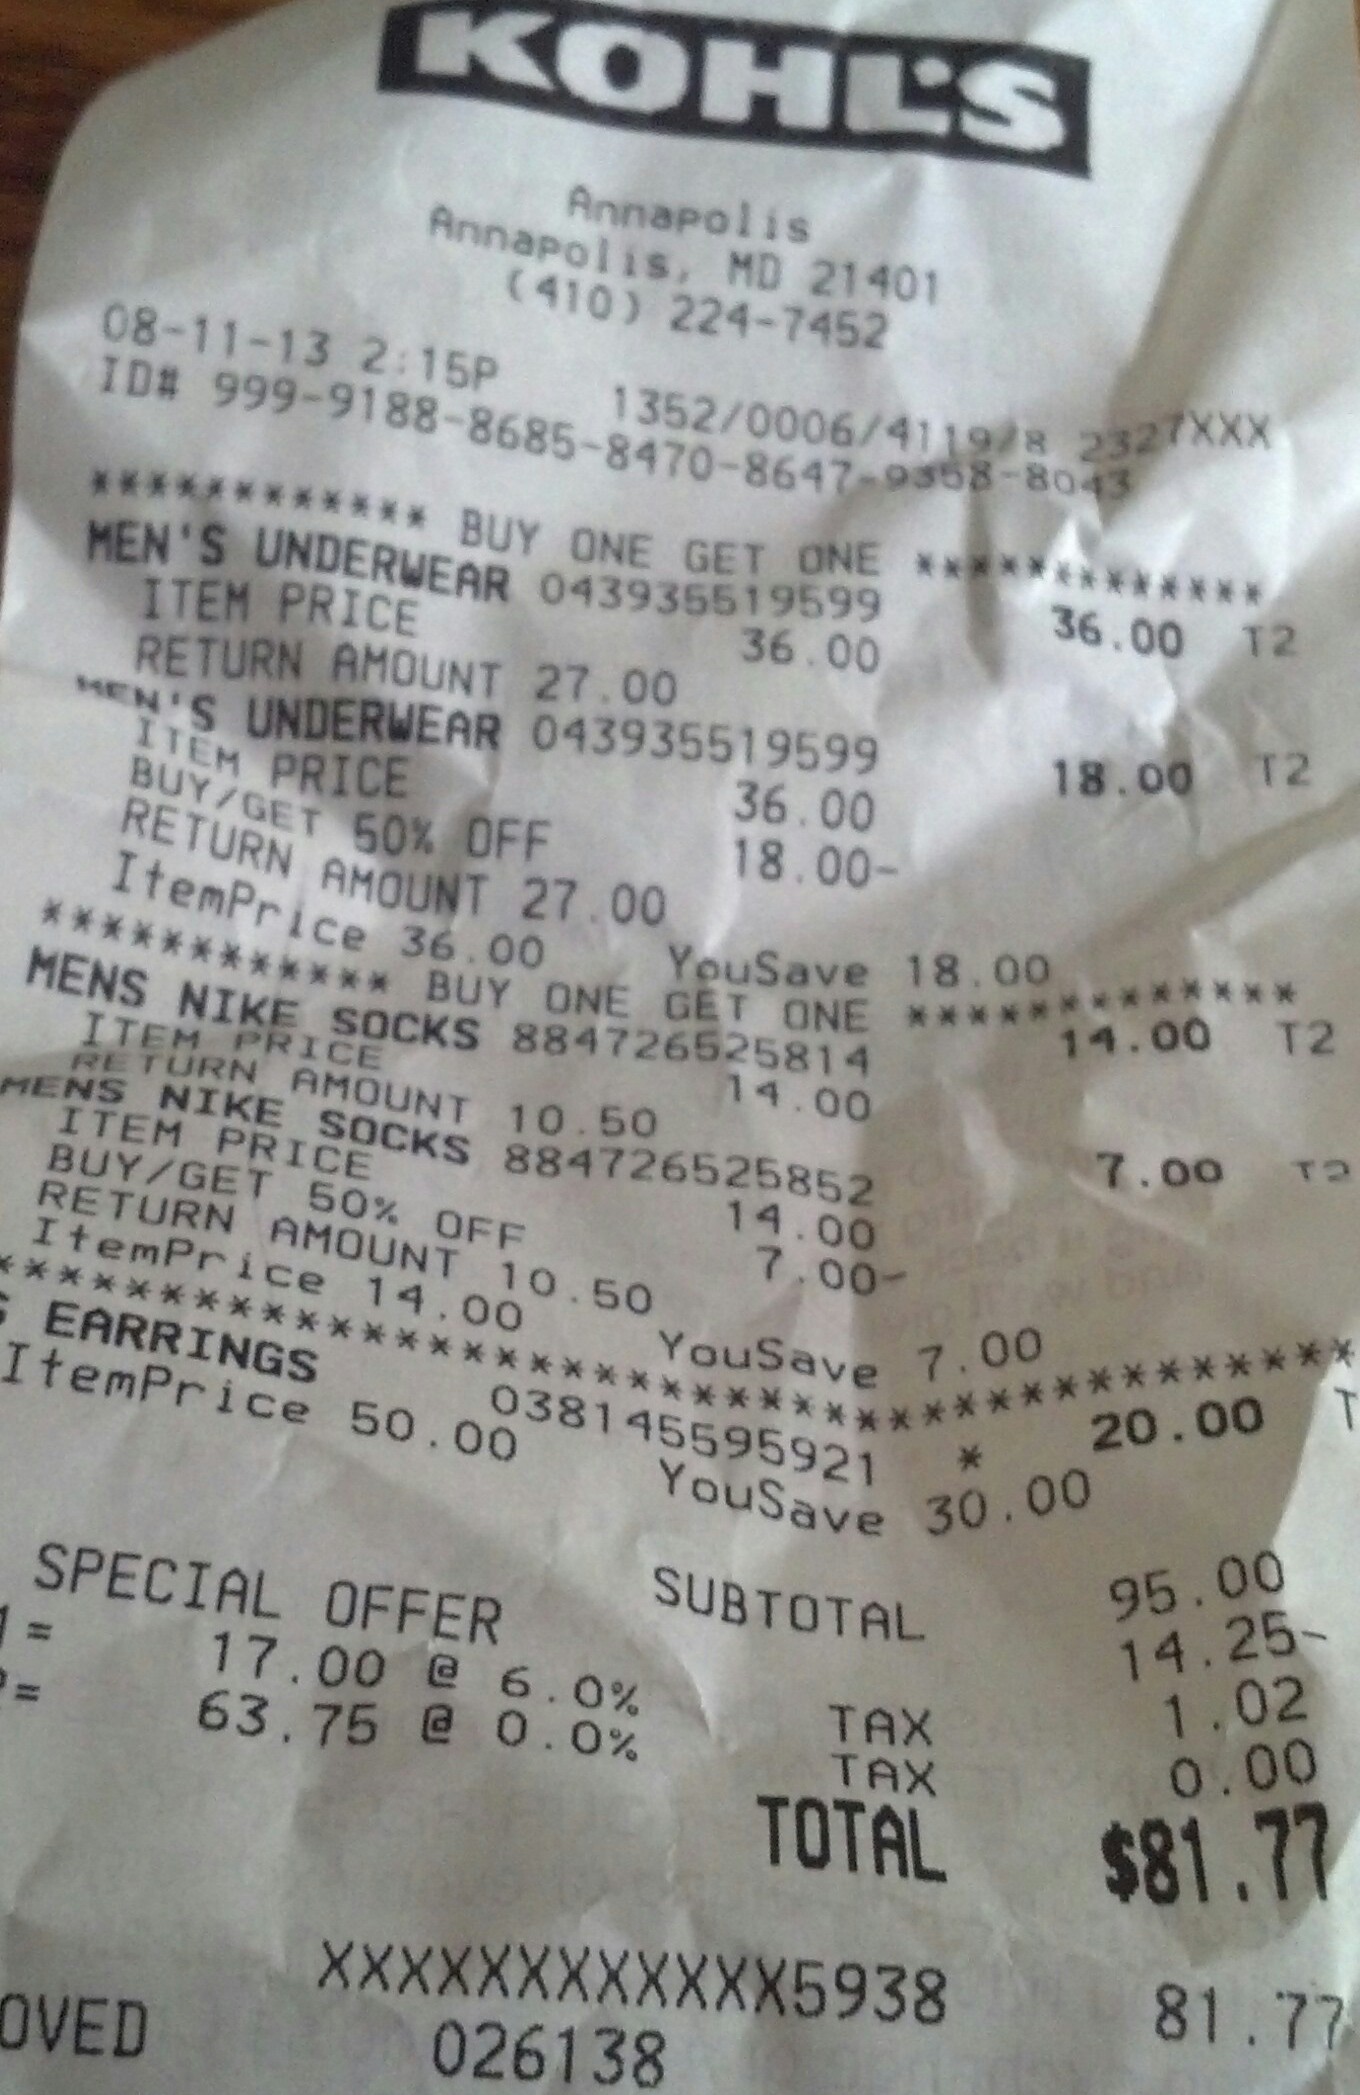 KOHL'S
Annapolis
Annapolis, MD 21401
(410) 224-7452
08-11-13 2:15P 1352/0006/4119/8 2327XXX
ID# 999-9188-8685-8470-8647-9358-8043
************ BUY ONE GET ONE *************
MEN'S UNDERWEAR 043935519599 36.00 T2
ITEM PRICE 36.00
RETURN AMOUNT 27.00
MEN'S UNDERWEAR 043935519599 18.00 T2
ITEM PRICE 36.00
BUY/GET 50% OFF 18.00-
RETURN AMOUNT 27.00
ItemPrice 36.00 YouSave 18.00
************ BUY ONE GET ONE *************
MENS NIKE SOCKS 884726525814 14.00 T2
ITEM PRICE 14.00
RETURN AMOUNT 10.50
MENS NIKE SOCKS 884726525852 7.00 T2
ITEM PRICE 14.00
BUY/GET 50% OFF 7.00-
RETURN AMOUNT 10.50
ItemPrice 14.00 YouSave 7.00
******************************************
S EARRINGS 038145595921 * 20.00 T
ItemPrice 50.00 YouSave 30.00
SUBTOTAL 95.00
SPECIAL OFFER 14.25-
1 = 17.00 @ 6.0% TAX 1.02
= 63.75 @ 0.0% TAX 0.00
TOTAL $81.77
XXXXXXXXXXXX5938 81.77
OVED 026138